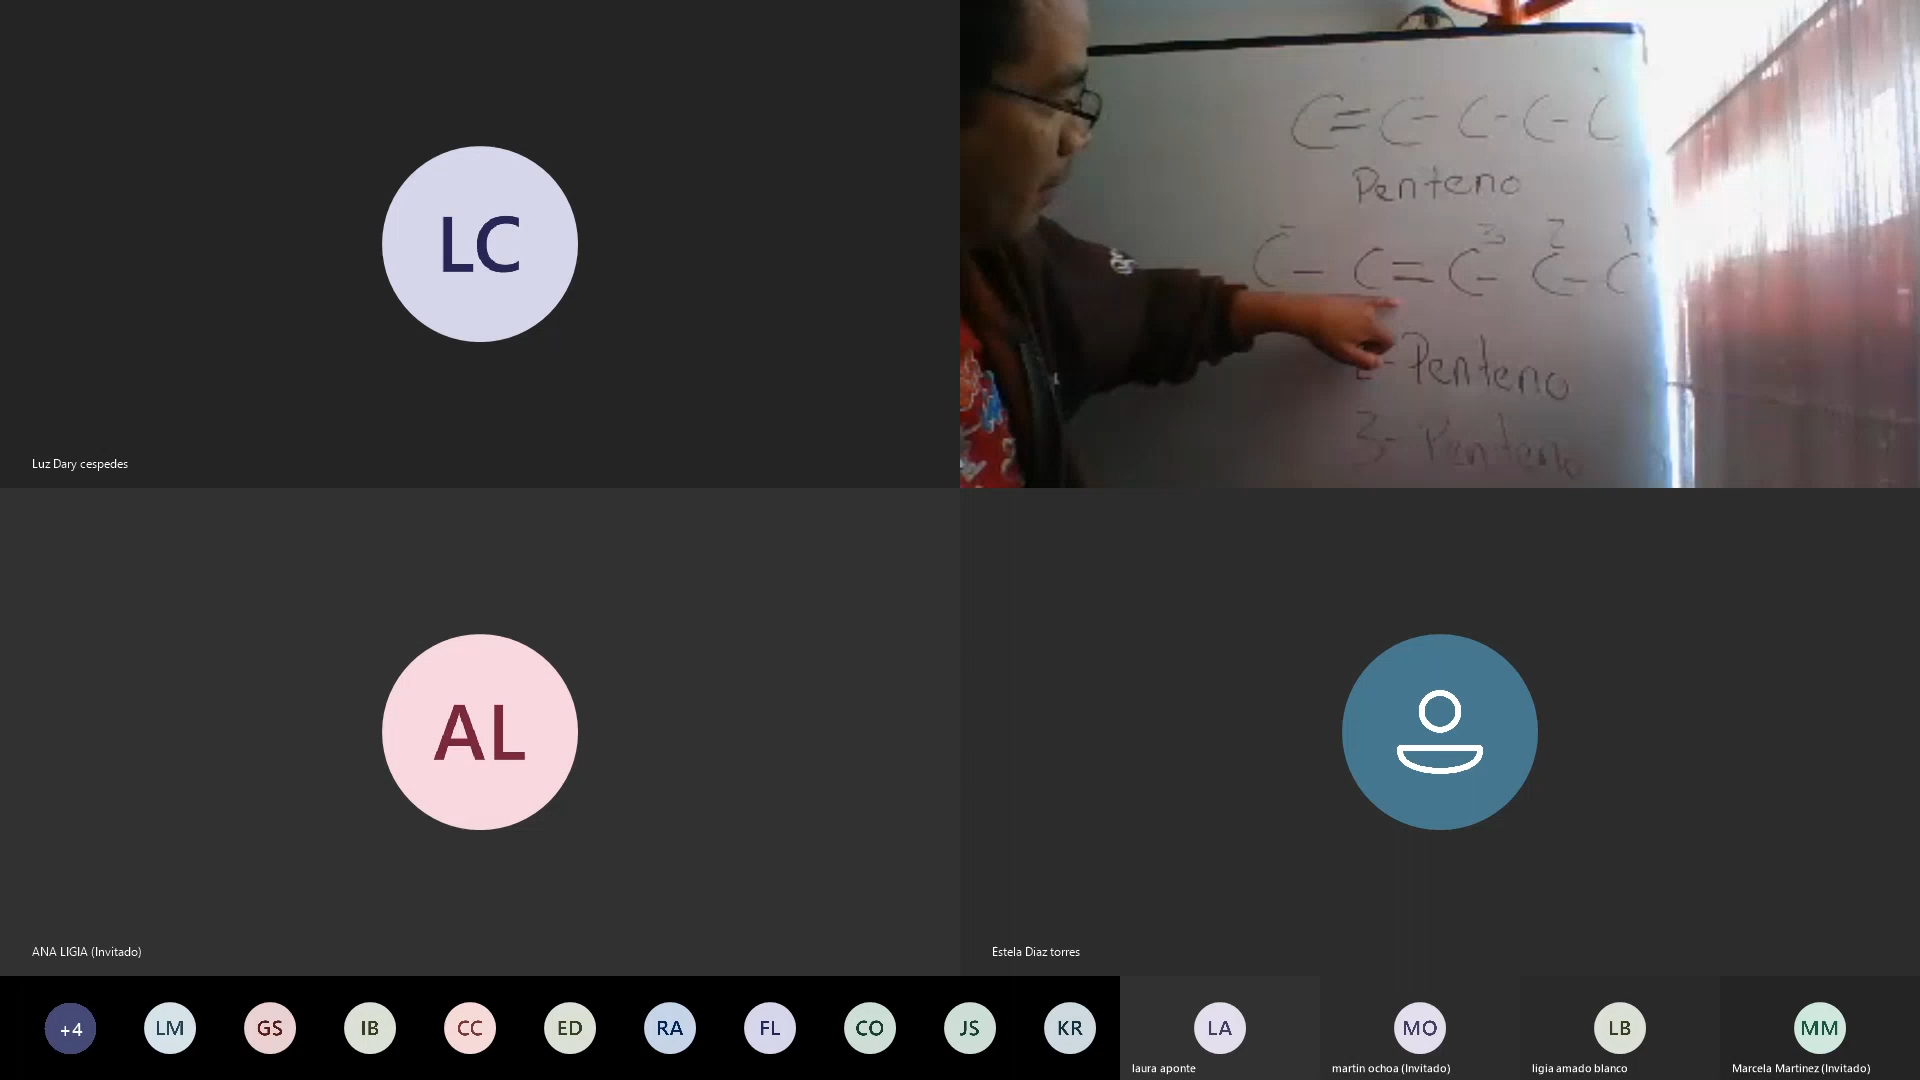 LC
Luz Dary cespedes
C = C - C - C - C
Penteno
3 2 1
C - C = C - C - C
2- Penteno
3- Penteno
AL
ANA LIGIA (Invitado)
Estela Diaz torres
+4 LM GS IB CC ED RA FL CO JS KR LA MO LB MM
laura aponte martin ochoa (Invitado) ligia amado blanco Marcela Martinez (Invitado)